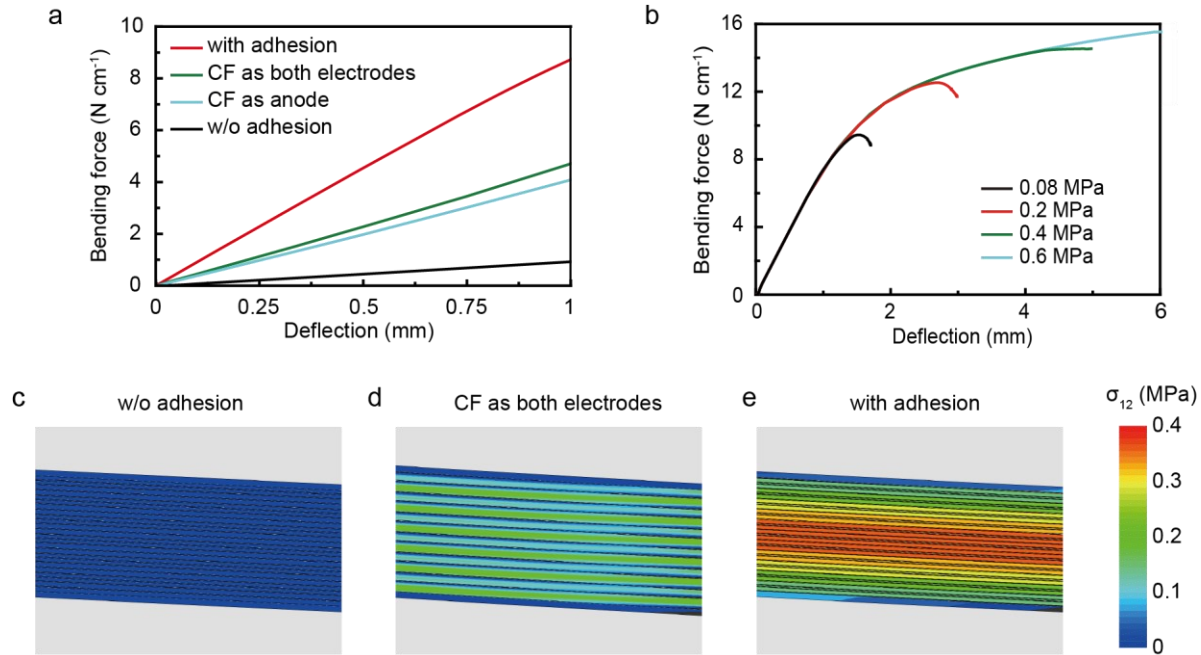 a
Bending force (N cm⁻¹)
10
8
6
4
2
0
with adhesion
CF as both electrodes
CF as anode
w/o adhesion
0 0.25 0.5 0.75 1
Deflection (mm)
b
Bending force (N cm⁻¹)
16
12
8
4
0
0.08 MPa
0.2 MPa
0.4 MPa
0.6 MPa
0 2 4 6
Deflection (mm)
c
w/o adhesion
d
CF as both electrodes
e
with adhesion
σ₁₂ (MPa)
0.4
0.3
0.2
0.1
0